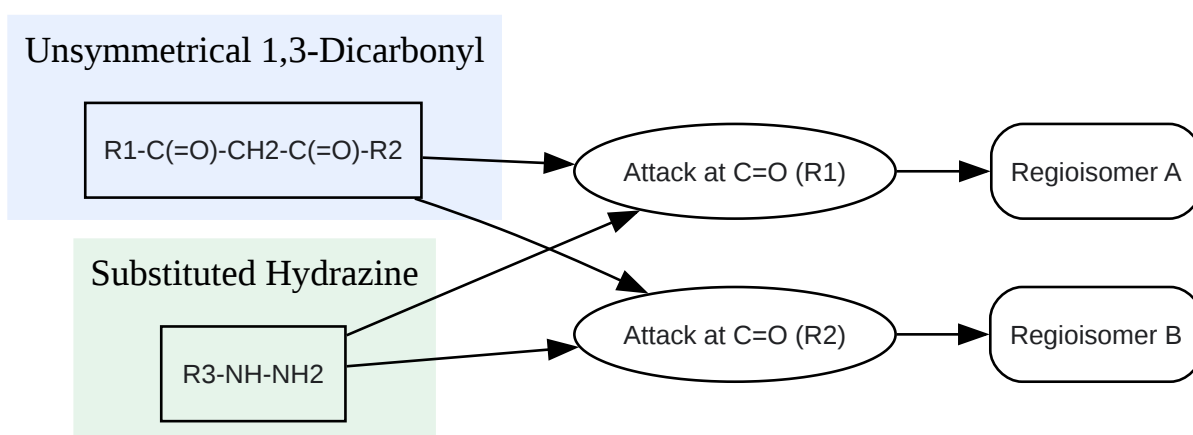 Unsymmetrical 1,3-Dicarbonyl
R1-C(=O)-CH2-C(=O)-R2
Attack at C=O (R1)
Regioisomer A
Substituted Hydrazine
R3-NH-NH2
Attack at C=O (R2)
Regioisomer B